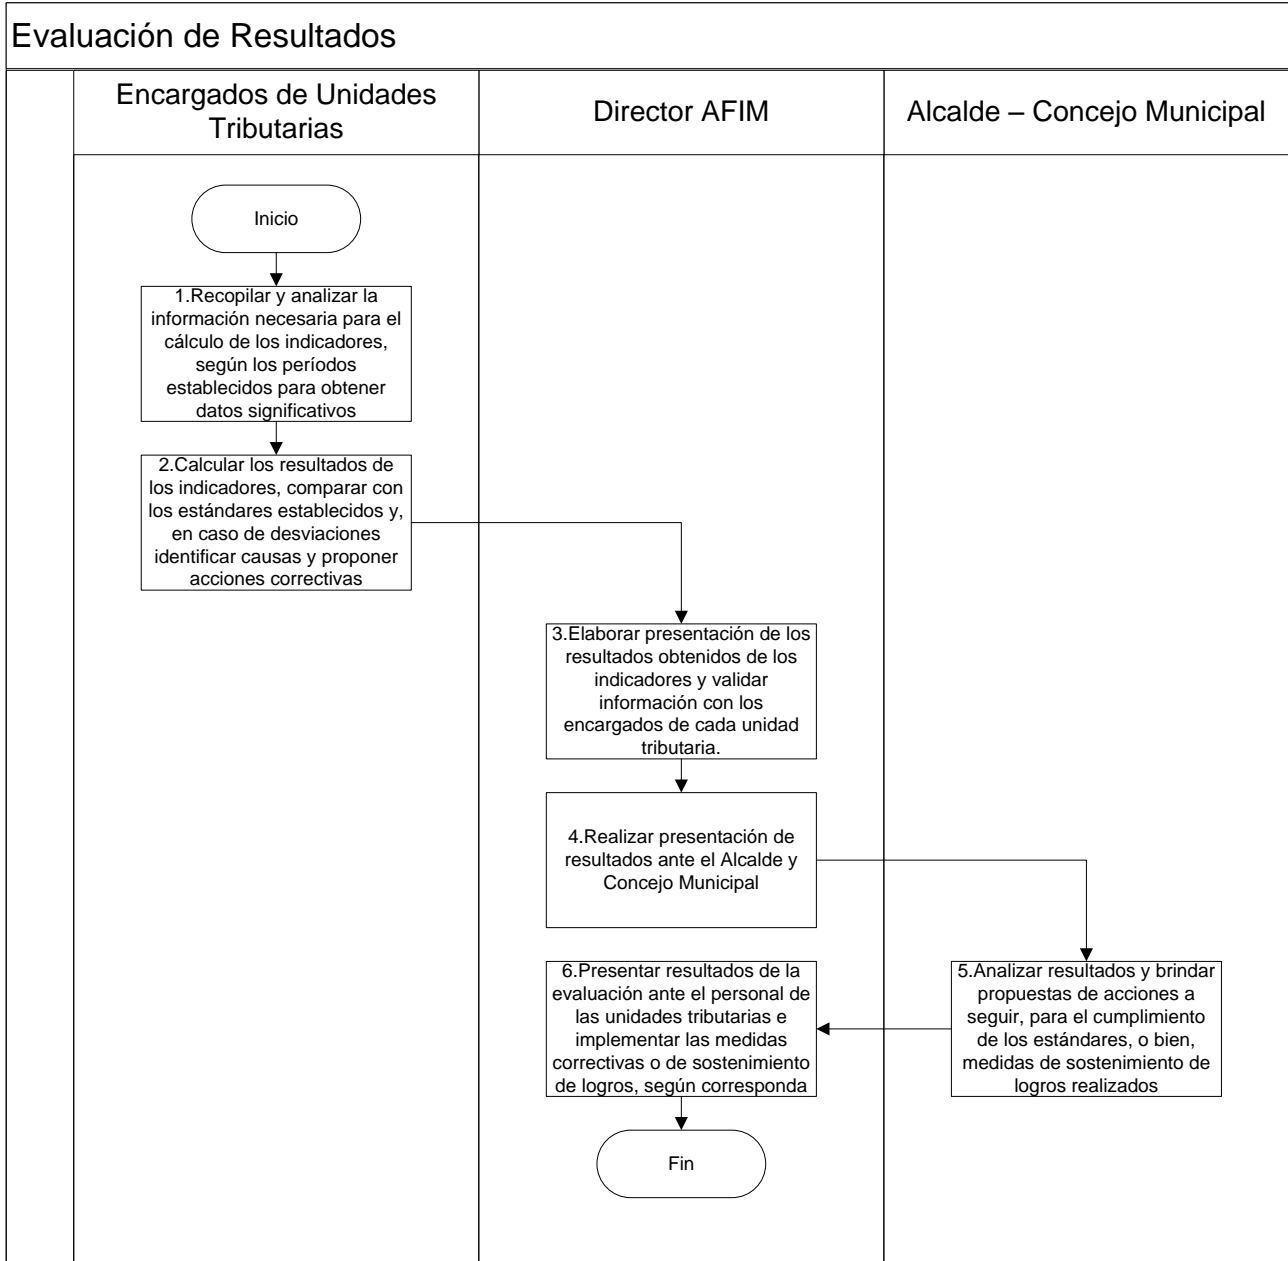 Evaluación de Resultados
Encargados de Unidades
Tributarias
Director AFIM
Alcalde – Concejo Municipal
Inicio
1.Recopilar y analizar la
información necesaria para el
cálculo de los indicadores,
según los períodos
establecidos para obtener
datos significativos
2.Calcular los resultados de
los indicadores, comparar con
los estándares establecidos y,
en caso de desviaciones
identificar causas y proponer
acciones correctivas
3.Elaborar presentación de los
resultados obtenidos de los
indicadores y validar
información con los
encargados de cada unidad
tributaria.
4.Realizar presentación de
resultados ante el Alcalde y
Concejo Municipal
5.Analizar resultados y brindar
propuestas de acciones a
seguir, para el cumplimiento
de los estándares, o bien,
medidas de sostenimiento de
logros realizados
6.Presentar resultados de la
evaluación ante el personal de
las unidades tributarias e
implementar las medidas
correctivas o de sostenimiento
de logros, según corresponda
Fin